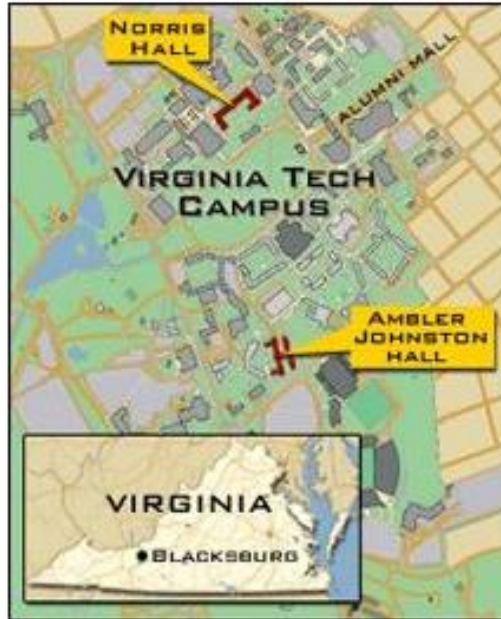 NORRIS
HALL
ALUMNI MALL
VIRGINIA TECH
CAMPUS
AMBLER
JOHNSTON
HALL
VIRGINIA
BLACKSBURG